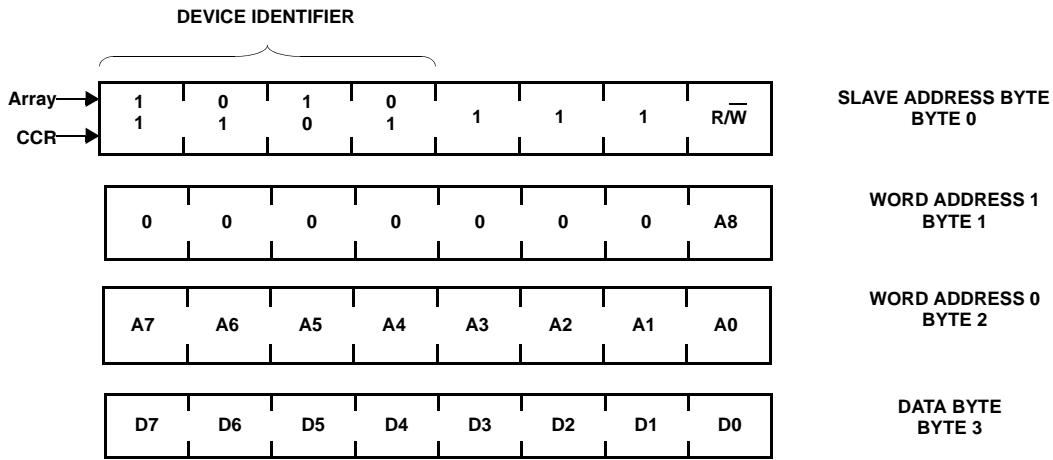 DEVICE IDENTIFIER
Array
CCR
1 0 1 0
1 1 0 1
1 1 1 R/W̅
SLAVE ADDRESS BYTE
BYTE 0
0 0 0 0 0 0 0 A8
WORD ADDRESS 1
BYTE 1
A7 A6 A5 A4 A3 A2 A1 A0
WORD ADDRESS 0
BYTE 2
D7 D6 D5 D4 D3 D2 D1 D0
DATA BYTE
BYTE 3